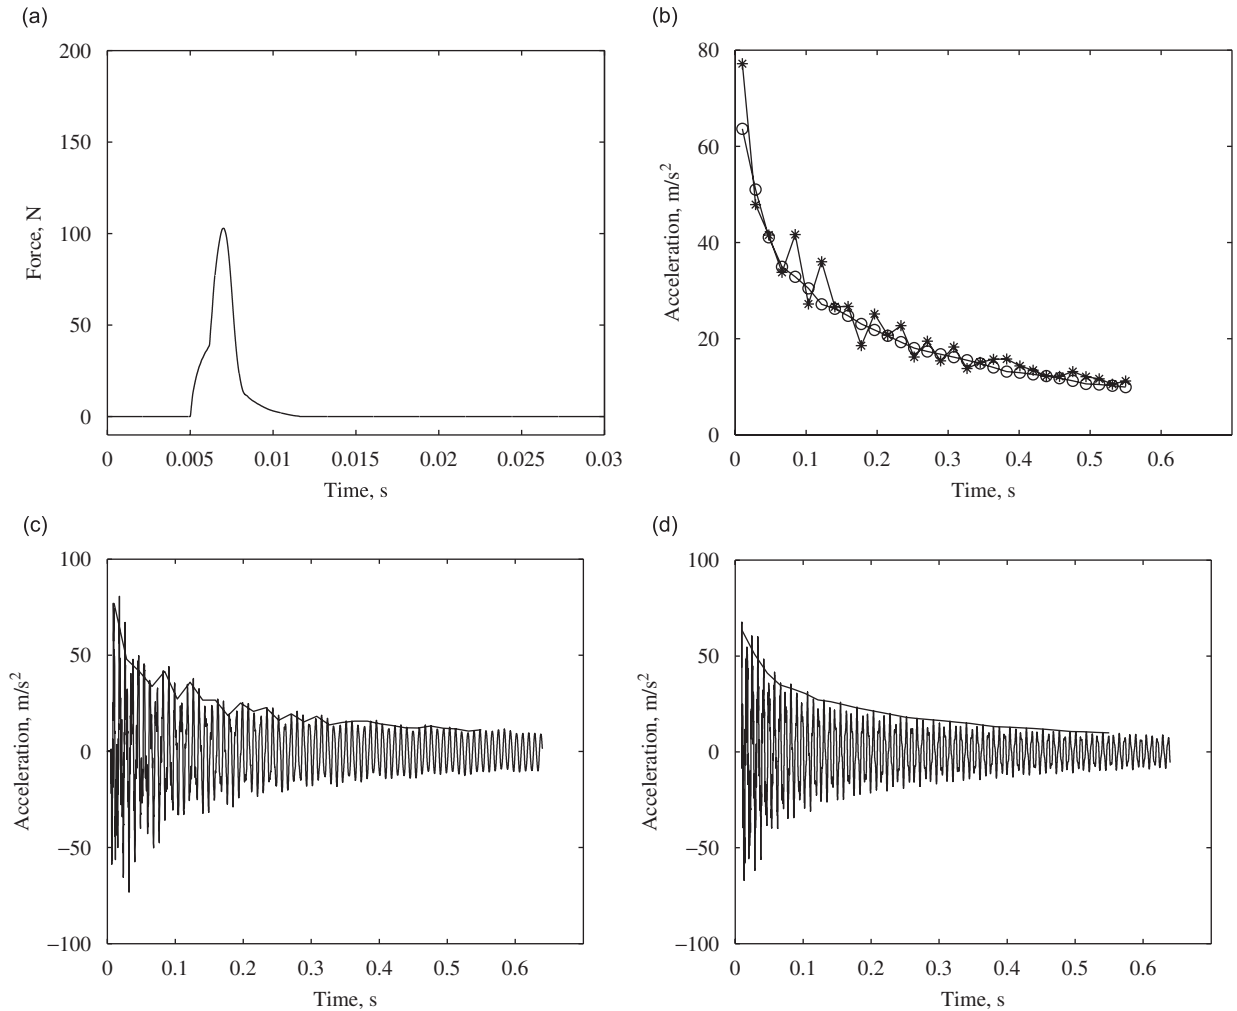 (a)
200
150
100
50
0
Force, N
0 0.005 0.01 0.015 0.02 0.025 0.03
Time, s
(b)
80
60
40
20
0
Acceleration, m/s²
0 0.1 0.2 0.3 0.4 0.5 0.6
Time, s
(c)
100
50
0
−50
−100
Acceleration, m/s²
0 0.1 0.2 0.3 0.4 0.5 0.6
Time, s
(d)
100
50
0
−50
−100
Acceleration, m/s²
0 0.1 0.2 0.3 0.4 0.5 0.6
Time, s